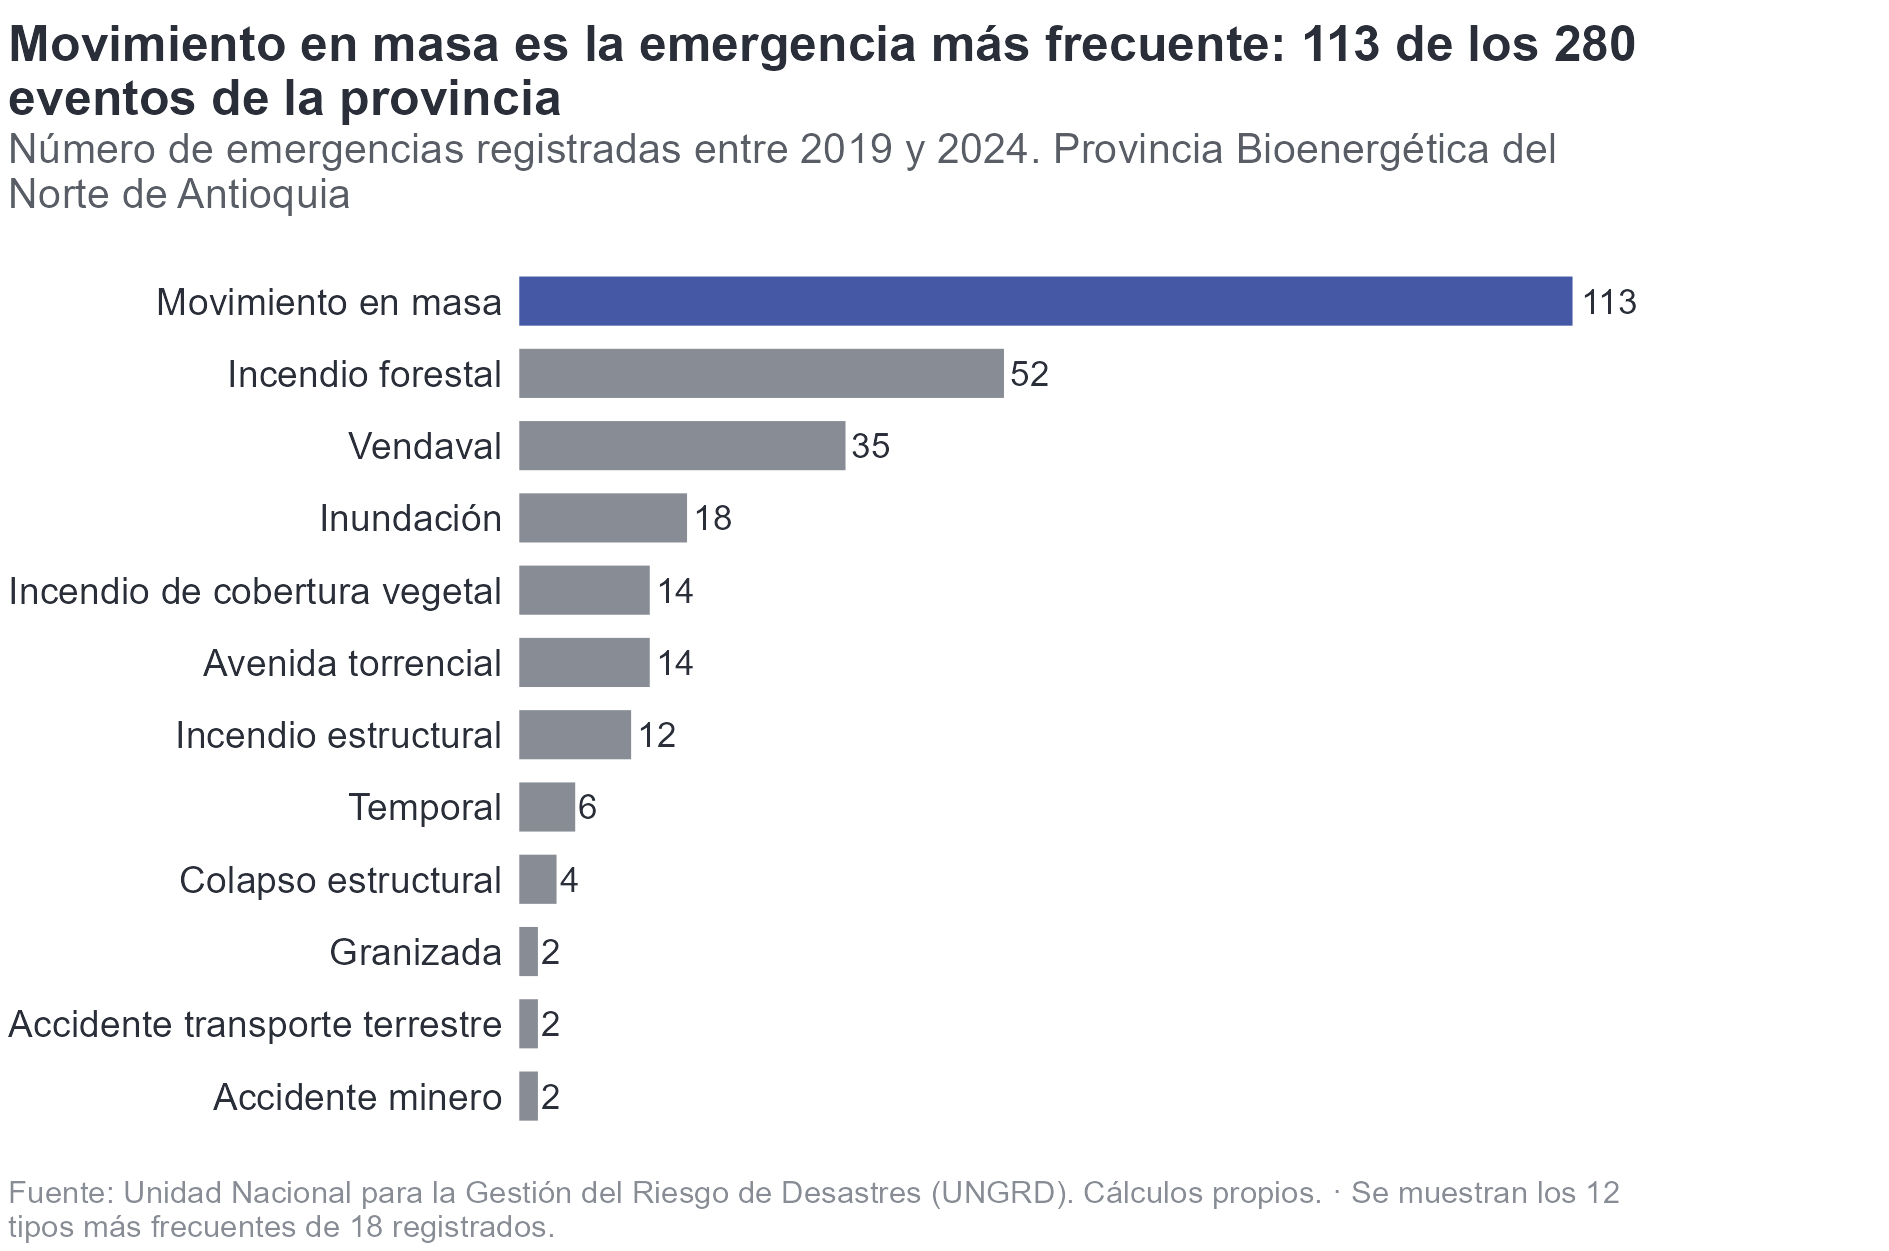 Movimiento en masa es la emergencia más frecuente: 113 de los 280
eventos de la provincia
Número de emergencias registradas entre 2019 y 2024. Provincia Bioenergética del
Norte de Antioquia
Movimiento en masa 113
Incendio forestal 52
Vendaval 35
Inundación 18
Incendio de cobertura vegetal 14
Avenida torrencial 14
Incendio estructural 12
Temporal 6
Colapso estructural 4
Granizada 2
Accidente transporte terrestre 2
Accidente minero 2
Fuente: Unidad Nacional para la Gestión del Riesgo de Desastres (UNGRD). Cálculos propios. · Se muestran los 12
tipos más frecuentes de 18 registrados.